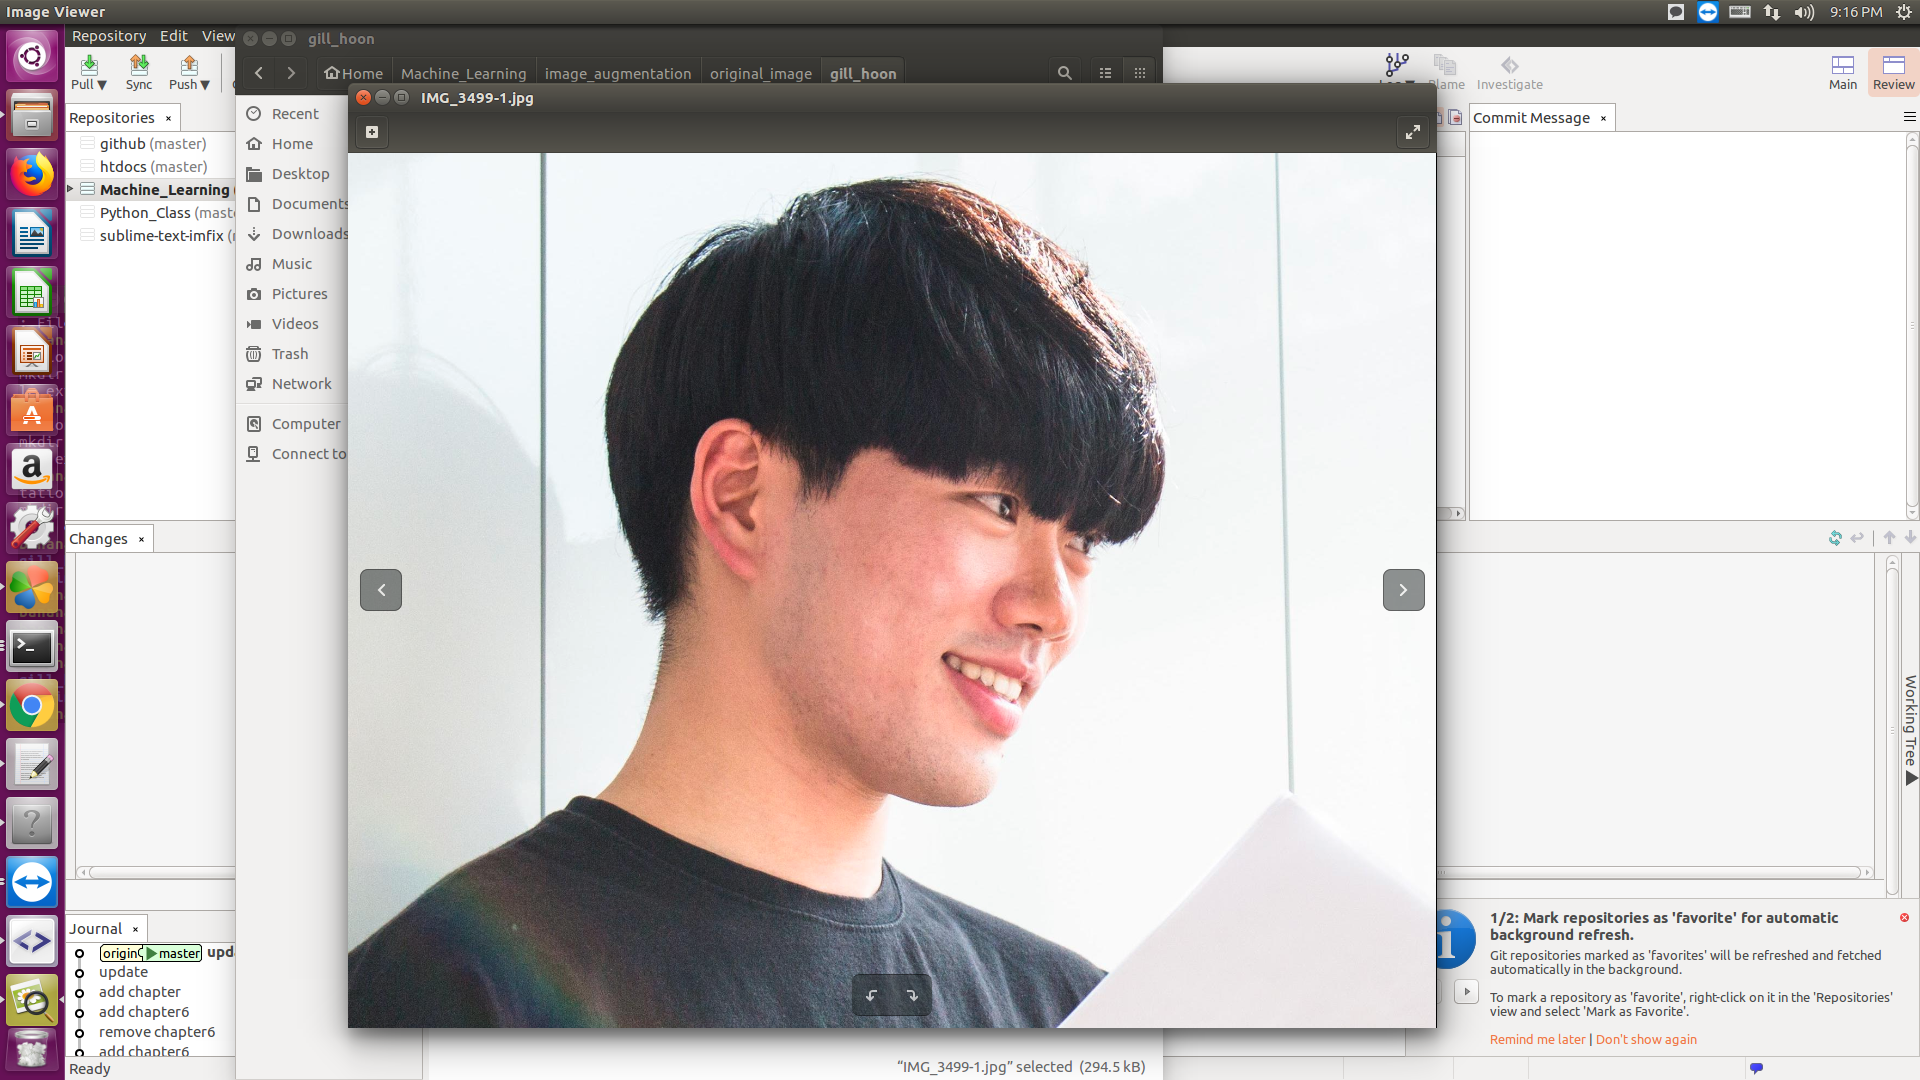 Image Viewer
9:16 PM
Repository Edit View
gill_hoon
Pull Sync Push
Home Machine_Learning image_augmentation original_image gill_hoon
Blame Investigate
Main Review
IMG_3499-1.jpg
Repositories
github (master)
htdocs (master)
Machine_Learning
Python_Class
sublime-text-imfix
Recent
Home
Desktop
Documents
Downloads
Music
Pictures
Videos
Trash
Network
Computer
Connect to
Commit Message
Changes
Working Tree
Journal
origin master
update
add chapter
add chapter6
remove chapter6
add chapter6
Ready
"IMG_3499-1.jpg" selected (294.5 kB)
1/2: Mark repositories as 'favorite' for automatic
background refresh.
Git repositories marked as 'favorites' will be refreshed and fetched
automatically in the background.
To mark a repository as 'favorite', right-click on it in the 'Repositories'
view and select 'Mark as Favorite'.
Remind me later | Don't show again